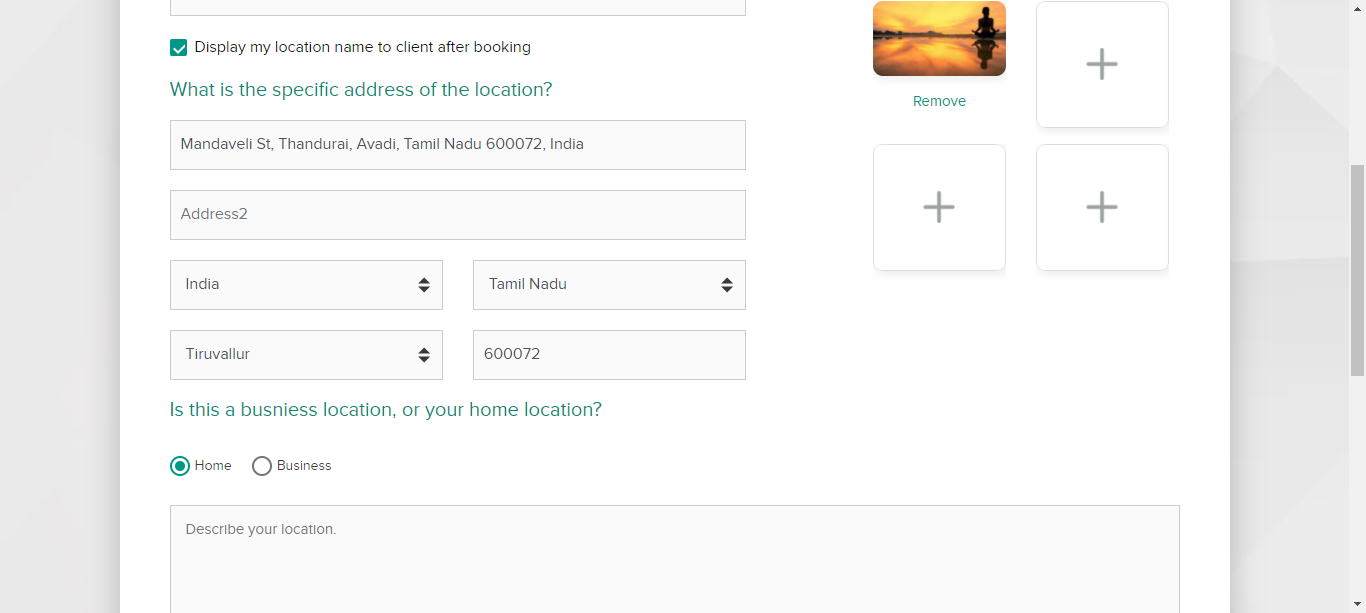 Display my location name to client after booking
What is the specific address of the location?
Mandaveli St, Thandurai, Avadi, Tamil Nadu 600072, India
Address2
India
Tamil Nadu
Tiruvallur
600072
Is this a busniess location, or your home location?
Home
Business
Describe your location.
Remove